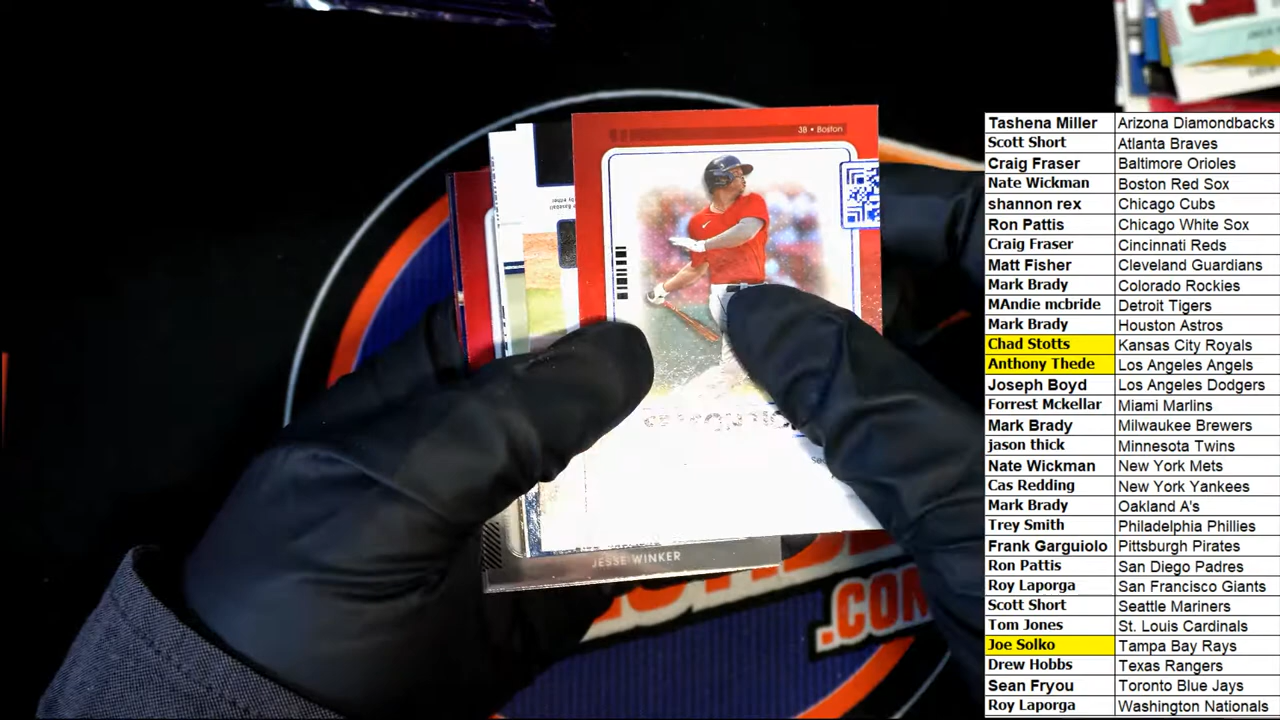 3B • Boston
JESSE WINKER
.COM
Tashena Miller Arizona Diamondbacks
Scott Short Atlanta Braves
Craig Fraser Baltimore Orioles
Nate Wickman Boston Red Sox
shannon rex Chicago Cubs
Ron Pattis Chicago White Sox
Craig Fraser Cincinnati Reds
Matt Fisher Cleveland Guardians
Mark Brady Colorado Rockies
MAndie mcbride Detroit Tigers
Mark Brady Houston Astros
Chad Stotts Kansas City Royals
Anthony Thede Los Angeles Angels
Joseph Boyd Los Angeles Dodgers
Forrest Mckellar Miami Marlins
Mark Brady Milwaukee Brewers
jason thick Minnesota Twins
Nate Wickman New York Mets
Cas Redding New York Yankees
Mark Brady Oakland A's
Trey Smith Philadelphia Phillies
Frank Garguiolo Pittsburgh Pirates
Ron Pattis San Diego Padres
Roy Laporga San Francisco Giants
Scott Short Seattle Mariners
Tom Jones St. Louis Cardinals
Joe Solko Tampa Bay Rays
Drew Hobbs Texas Rangers
Sean Fryou Toronto Blue Jays
Roy Laporga Washington Nationals